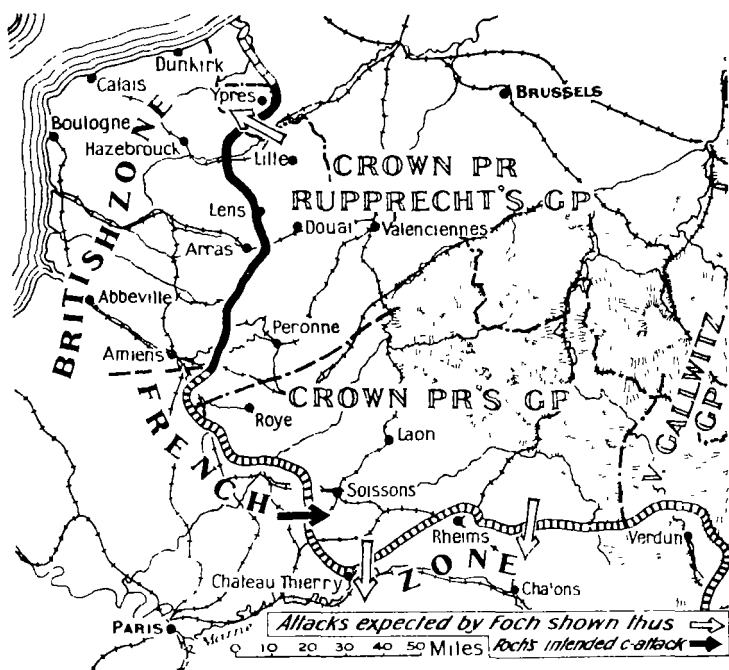 Dunkirk
Calais
Ypres
BRUSSELS
Boulogne
Hazebrouck
Lille
BRITISH ZONE
CROWN PR
RUPPRECHT'S GP
Lens
Douai
Valenciennes
Arras
Abbeville
Peronne
Amiens
V. GALLWITZ
GP
CROWN PR'S GP
Roye
Laon
FRENCH
Soissons
Rheims
Verdun
ZONE
Chateau Thierry
Cha'ons
PARIS
Marne
Attacks expected by Foch shown thus
0 10 20 30 40 50 Miles
Foch's intended c-attack